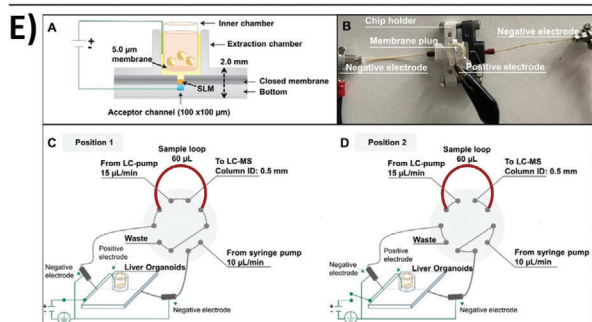 E)
A
Inner chamber
Extraction chamber
5.0 µm
membrane
2.0 mm
Closed membrane
SLM
Bottom
Acceptor channel (100 x100 µm)
B
Chip holder
Negative electrode
Membrane plug
Negative electrode
Positive electrode
C
Position 1
Sample loop
60 µL
From LC-pump
15 µL/min
To LC-MS
Column ID: 0.5 mm
Waste
Positive
electrode
From syringe pump
10 µL/min
Negative
electrode
Liver Organoids
Negative electrode
D
Position 2
Sample loop
60 µL
From LC-pump
15 µL/min
To LC-MS
Column ID: 0.5 mm
Waste
Positive
electrode
From syringe pump
10 µL/min
Negative
electrode
Liver Organoids
Negative electrode